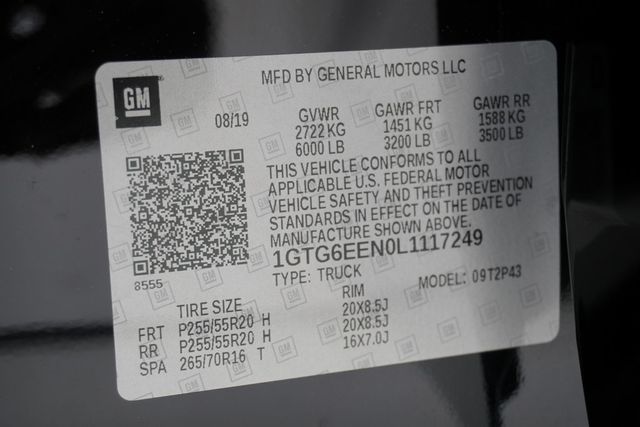 GM
MFD BY GENERAL MOTORS LLC
08/19
GVWR GAWR FRT GAWR RR
2722 KG 1451 KG 1588 KG
6000 LB 3200 LB 3500 LB
THIS VEHICLE CONFORMS TO ALL
APPLICABLE U.S. FEDERAL MOTOR
VEHICLE SAFETY AND THEFT PREVENTION
STANDARDS IN EFFECT ON THE DATE OF
MANUFACTURE SHOWN ABOVE.
1GTG6EEN0L1117249
8555
TYPE: TRUCK MODEL: 09T2P43
TIRE SIZE RIM
FRT P255/55R20 H 20X8.5J
RR P255/55R20 H 20X8.5J
SPA 265/70R16 T 16X7.0J